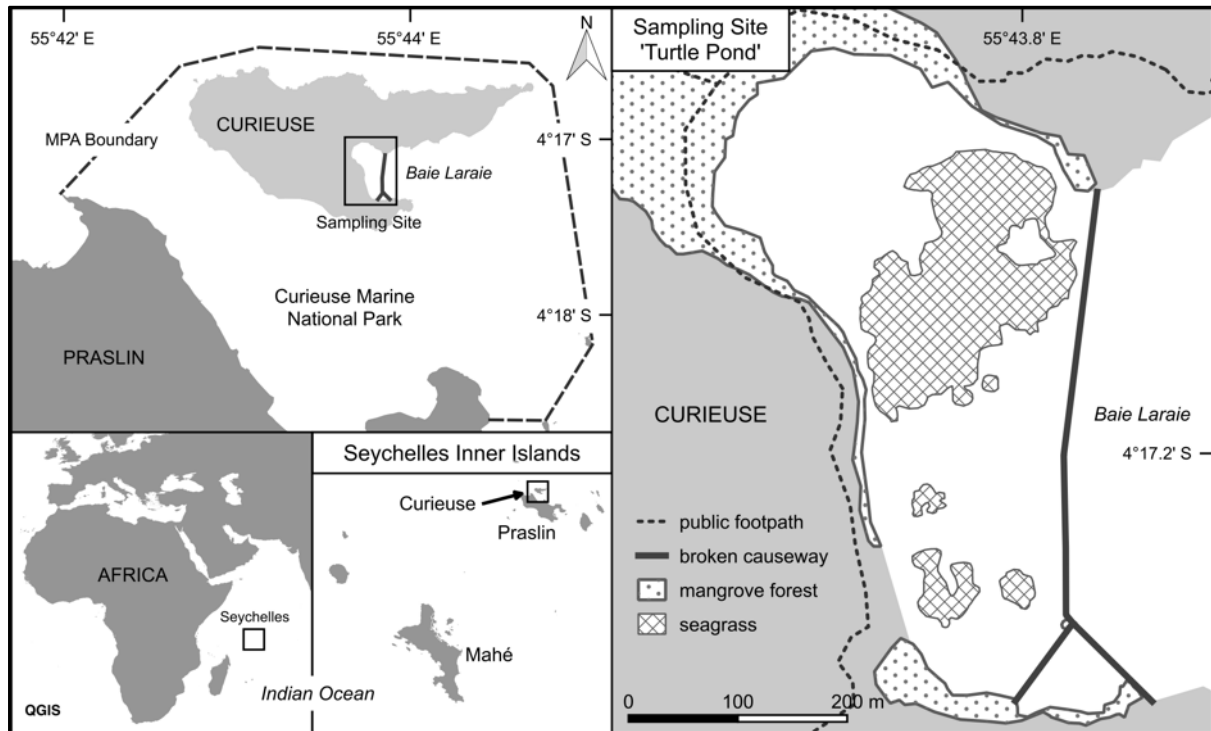 55°42' E
55°44' E
N
CURIEUSE
4°17' S
MPA Boundary
Baie Laraie
Sampling Site
Curieuse Marine
National Park
4°18' S
PRASLIN
AFRICA
Seychelles
Indian Ocean
QGIS
Seychelles Inner Islands
Curieuse
Praslin
Mahé
Sampling Site
'Turtle Pond'
55°43.8' E
CURIEUSE
Baie Laraie
4°17.2' S
public footpath
broken causeway
mangrove forest
seagrass
0 100 200 m